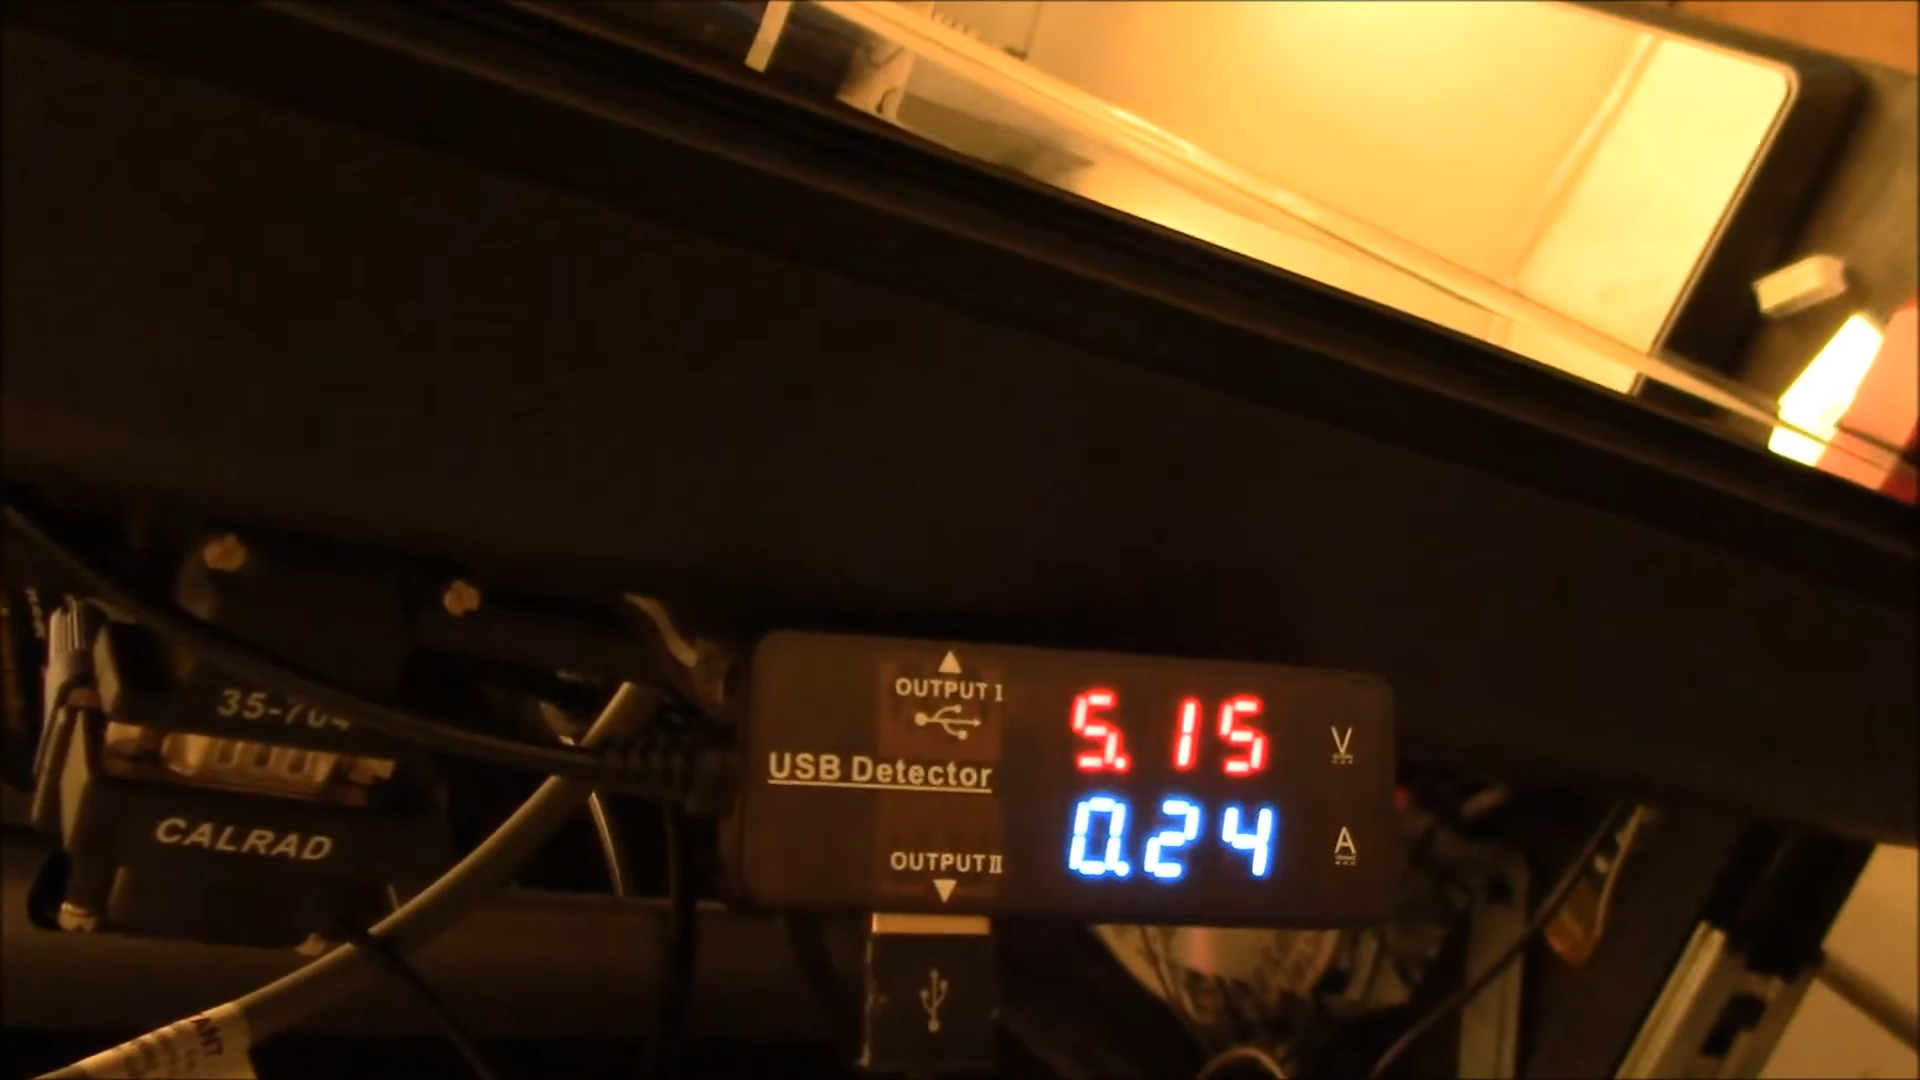 OUTPUT I
USB Detector
OUTPUT II
5.15 V
0.24 A
35-704
CALRAD